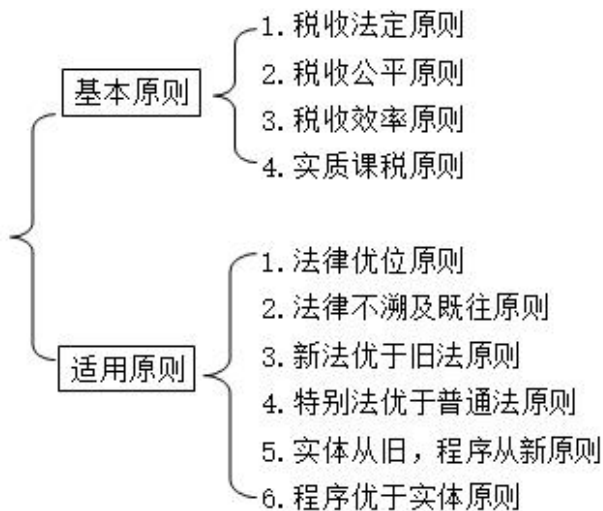 基本原则
1. 税收法定原则
2. 税收公平原则
3. 税收效率原则
4. 实质课税原则
适用原则
1. 法律优位原则
2. 法律不溯及既往原则
3. 新法优于旧法原则
4. 特别法优于普通法原则
5. 实体从旧，程序从新原则
6. 程序优于实体原则